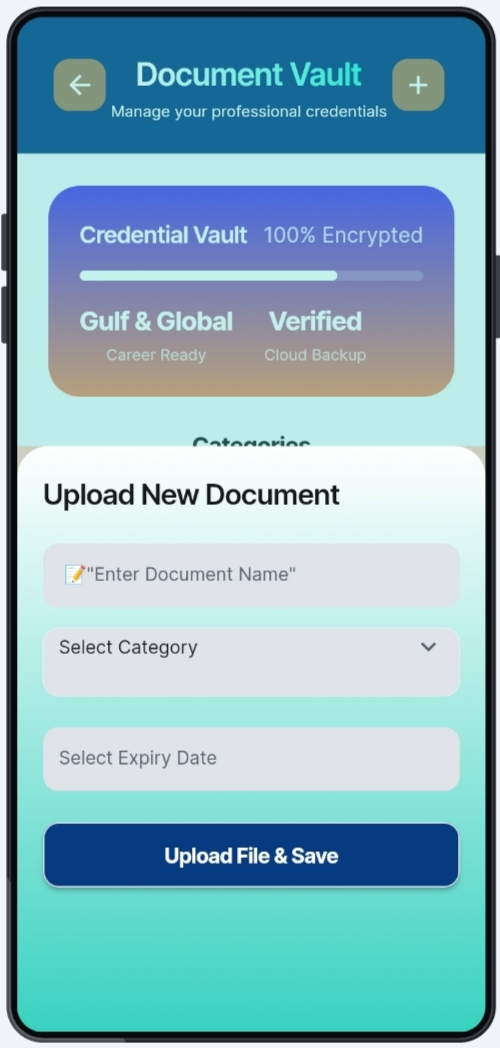 Document Vault
Manage your professional credentials
Credential Vault 100% Encrypted
Gulf & Global Verified
Career Ready Cloud Backup
Categories
Upload New Document
📝"Enter Document Name"
Select Category
Select Expiry Date
Upload File & Save